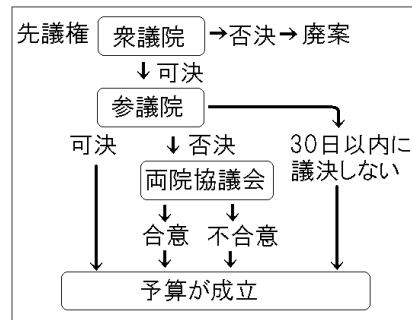 先議権 衆議院 →否決→廃案
↓可決
参議院
可決 ↓否決 30日以内に
議決しない
両院協議会
↓ ↓
合意 不合意
↓ ↓
予算が成立